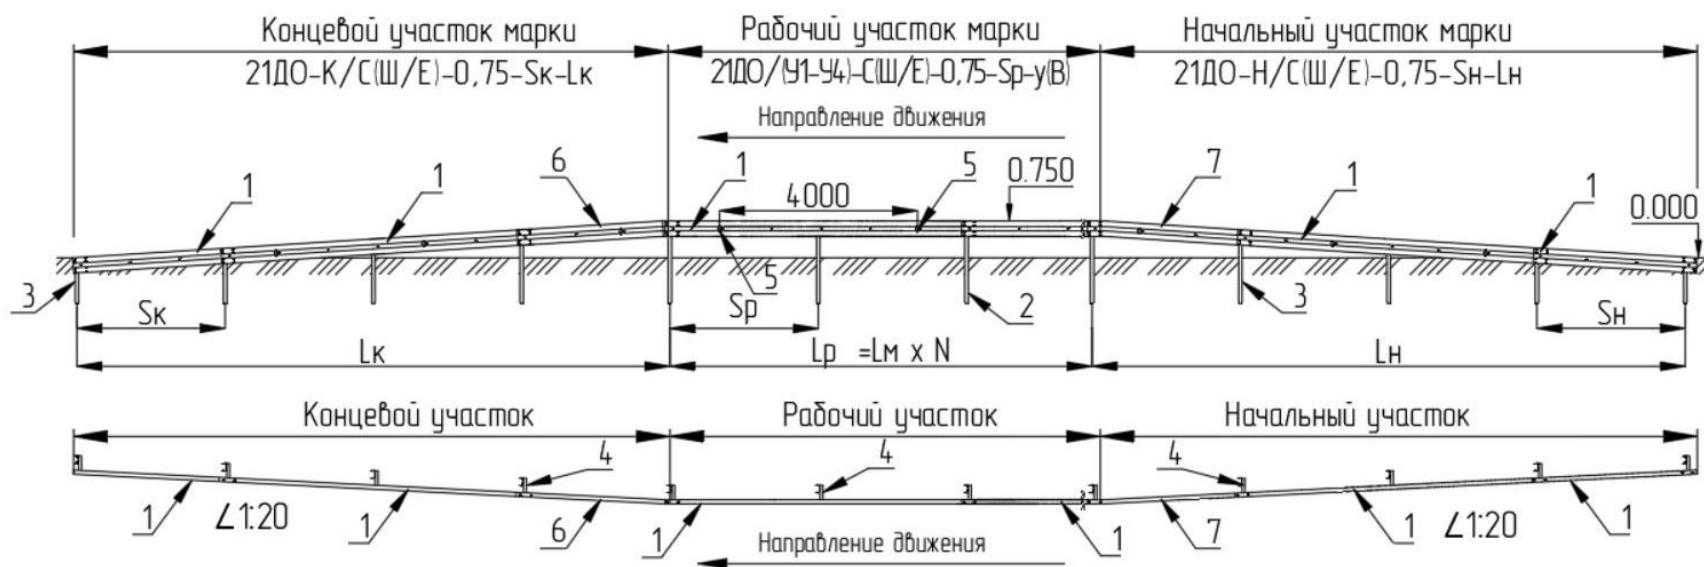 Концевой участок марки Рабочий участок марки Начальный участок марки
21ДО-К/С(Ш/Е)-0,75-Sк-Lк 21ДО/(У1-У4)-С(Ш/Е)-0,75-Sр-у(В) 21ДО-Н/С(Ш/Е)-0,75-Sн-Lн
Направление движения
1 1 6 1 5 0.750 7 1 1
4000 0.000
3 Sк 5 Sр 2 3 Sн
Lк Lр =Lм x N Lн
Концевой участок Рабочий участок Начальный участок
4 4 4
1 ∠1:20 1 6 1 1 7 1 ∠1:20 1
Направление движения